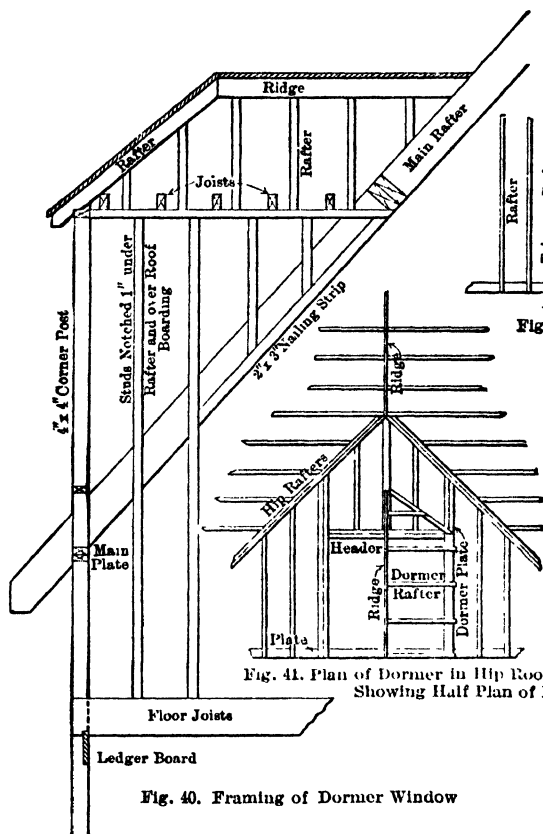 Ridge
Rafter
Joists
Rafter
Main Rafter
4"x 4" Corner Post
Studs Notched 1" under
Rafter and over Roof
Boarding
2"x 3" Nailing Strip
Main
Plate
Floor Joists
Ledger Board
Fig. 40. Framing of Dormer Window
Rafter
Fig
Ridge
Hip Rafters
Header
Dormer
Rafter
Ridge
Dormer Plate
Plate
Fig. 41. Plan of Dormer in Hip Roo
Showing Half Plan of